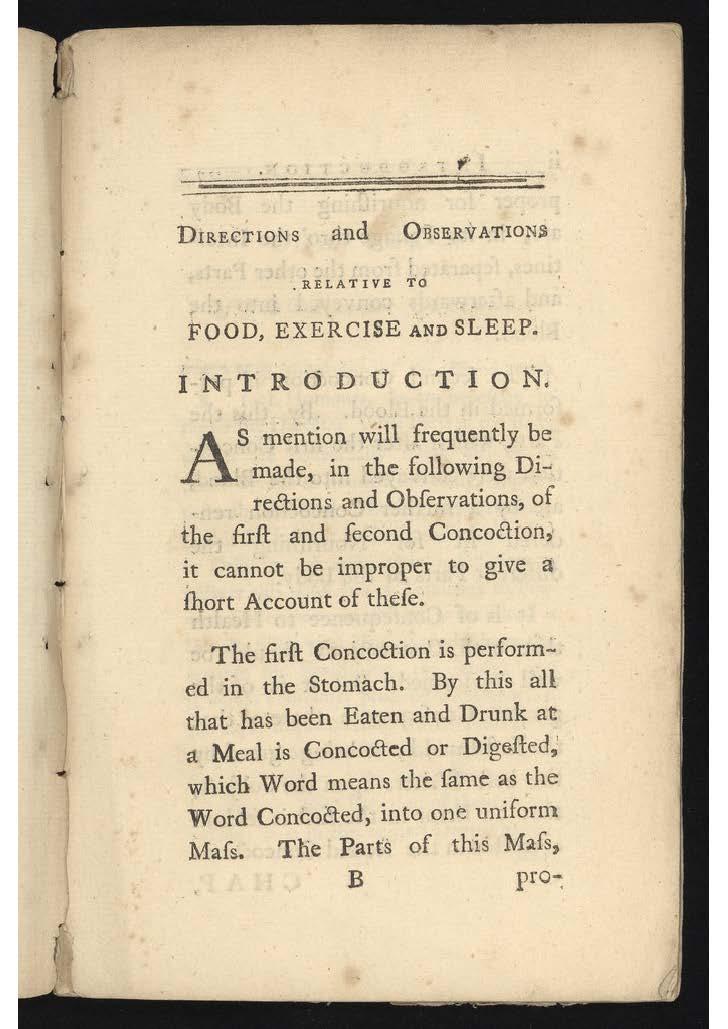 DIRECTIONS and OBSERVATIONS
RELATIVE TO
FOOD, EXERCISE AND SLEEP.
INTRODUCTION.
AS mention will frequently be
made, in the following Di-
rections and Obſervations, of
the firſt and ſecond Concoction,
it cannot be improper to give a
ſhort Account of theſe.
The firſt Concoction is perform-
ed in the Stomach. By this all
that has been Eaten and Drunk at
a Meal is Concocted or Digeſted,
which Word means the ſame as the
Word Concocted, into one uniform
Maſs. The Parts of this Maſs,
B pro-